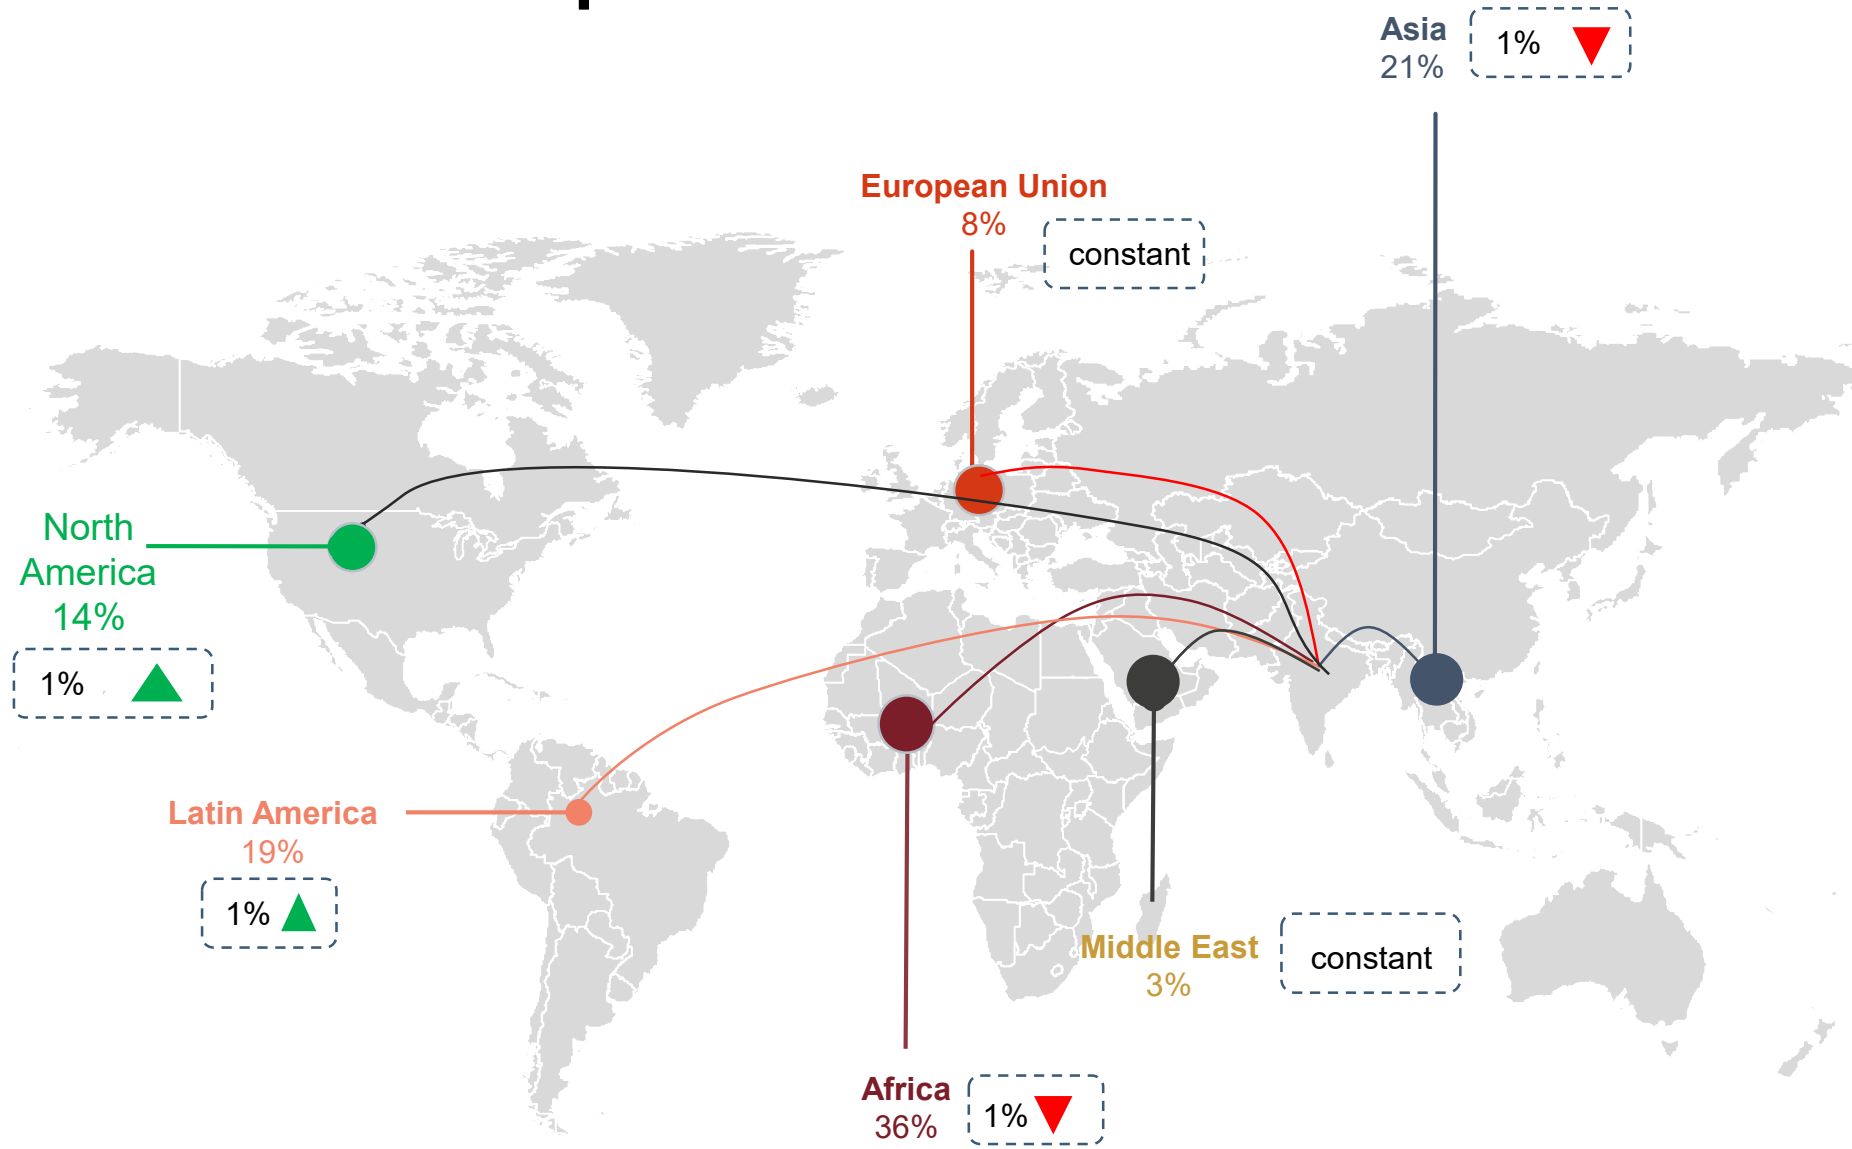 Asia
21%
1%
European Union
8%
constant
North
America
14%
1%
Latin America
19%
1%
Middle East
3%
constant
Africa
36%
1%